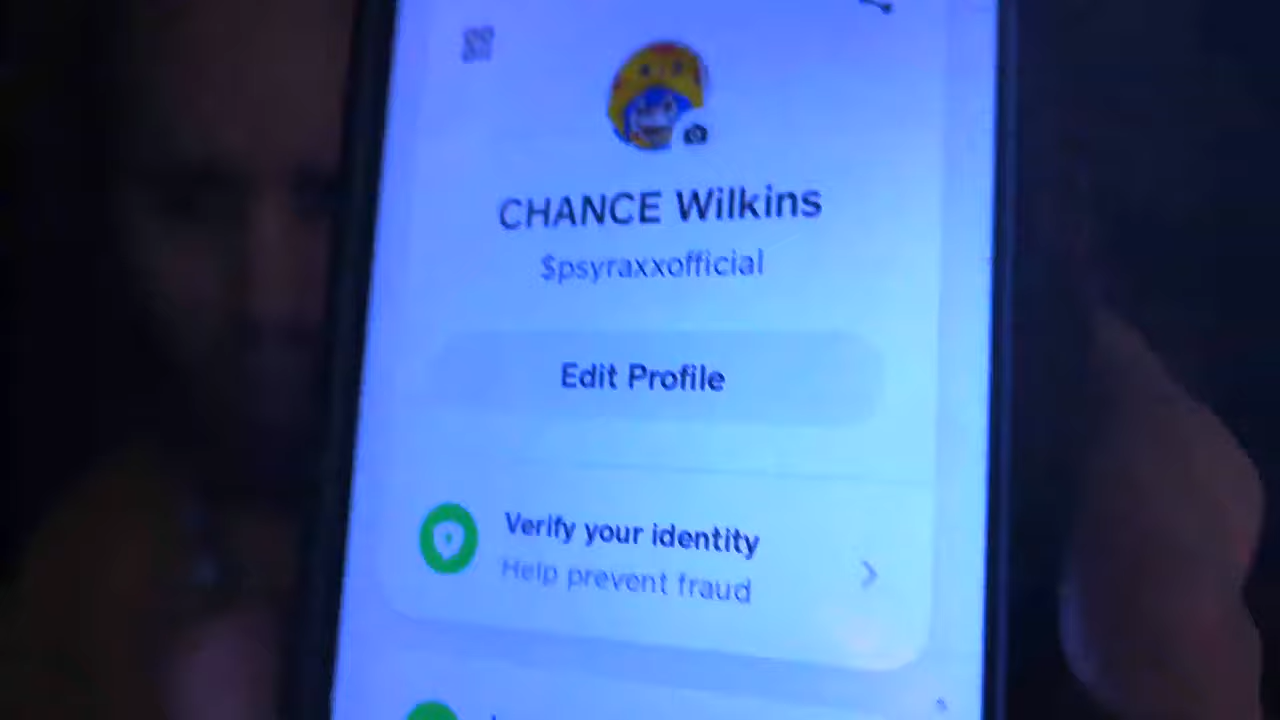 CHANCE Wilkins
$psyraxxofficial
Edit Profile
Verify your identity
Help prevent fraud